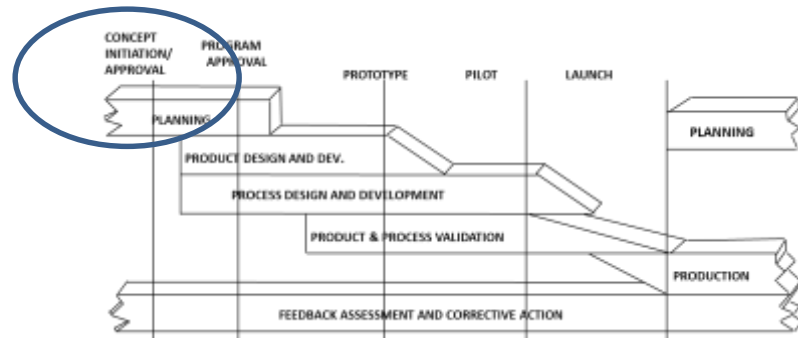 CONCEPT
INITIATION/
APPROVAL
PROGRAM
APPROVAL
PROTOTYPE
PILOT
LAUNCH
PLANNING
PLANNING
PRODUCT DESIGN AND DEV.
PROCESS DESIGN AND DEVELOPMENT
PRODUCT & PROCESS VALIDATION
PRODUCTION
FEEDBACK ASSESSMENT AND CORRECTIVE ACTION